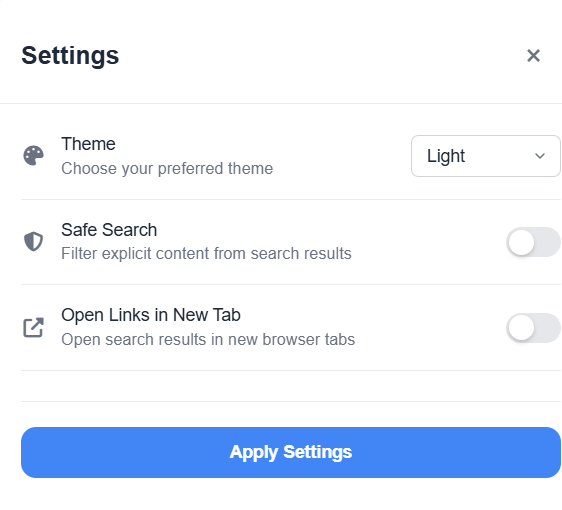 Settings
Theme
Choose your preferred theme
Light
Safe Search
Filter explicit content from search results
Open Links in New Tab
Open search results in new browser tabs
Apply Settings